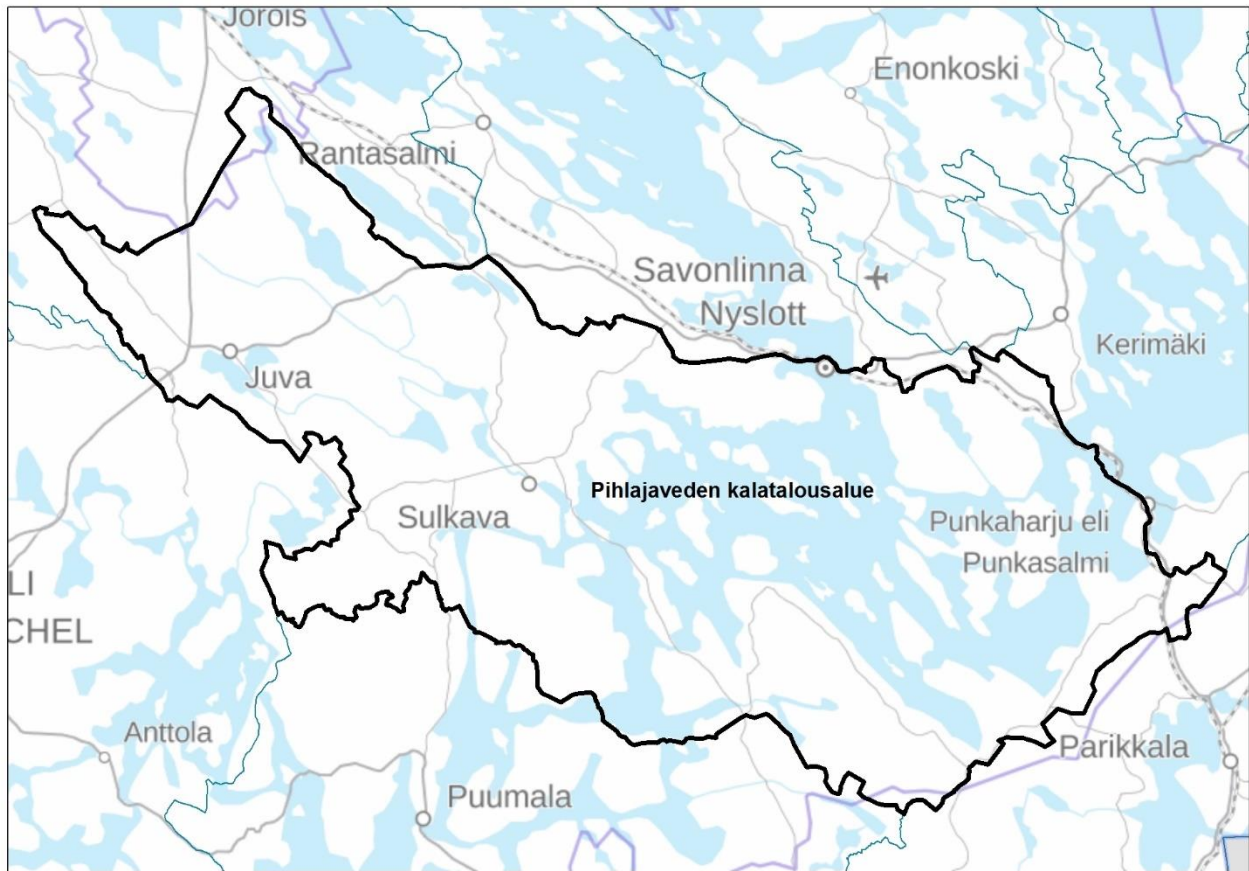 Jorois
Enonkoski
Rantasalmi
Savonlinna
Nyslott
Kerimäki
Juva
Pihlajaveden kalatalousalue
Sulkava
Punkaharju eli
Punkasalmi
LI
CHEL
Anttola
Parikkala
Puumala